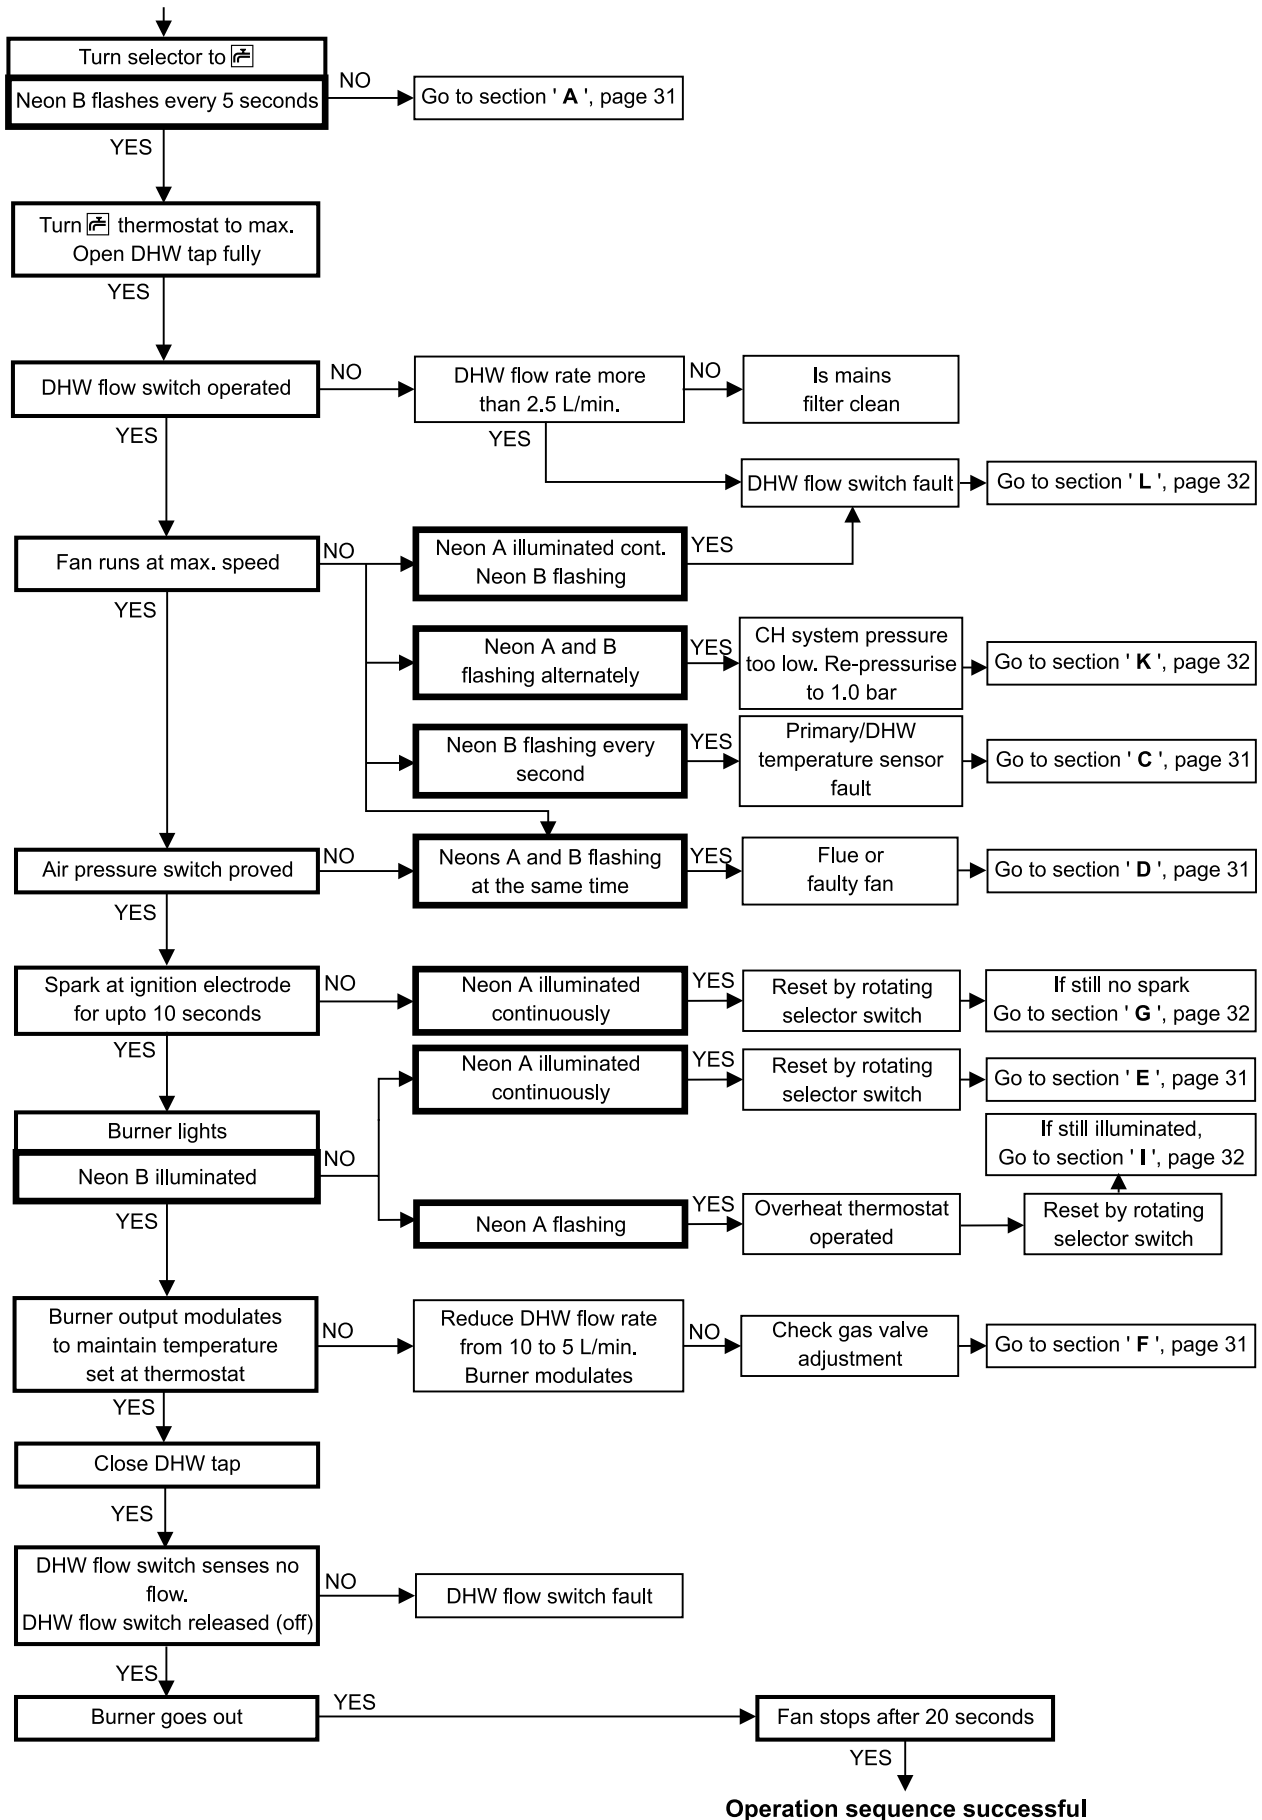 Turn selector to
Neon B flashes every 5 seconds
NO
Go to section ' A ', page 31
YES
Turn thermostat to max.
Open DHW tap fully
YES
DHW flow switch operated
NO
DHW flow rate more
than 2.5 L/min.
NO
Is mains
filter clean
YES
YES
DHW flow switch fault
Go to section ' L ', page 32
Fan runs at max. speed
NO
Neon A illuminated cont.
Neon B flashing
YES
YES
Neon A and B
flashing alternately
YES
CH system pressure
too low. Re-pressurise
to 1.0 bar
Go to section ' K ', page 32
Neon B flashing every
second
YES
Primary/DHW
temperature sensor
fault
Go to section ' C ', page 31
Air pressure switch proved
NO
Neons A and B flashing
at the same time
YES
Flue or
faulty fan
Go to section ' D ', page 31
YES
Spark at ignition electrode
for upto 10 seconds
NO
Neon A illuminated
continuously
YES
Reset by rotating
selector switch
If still no spark
Go to section ' G ', page 32
YES
Neon A illuminated
continuously
YES
Reset by rotating
selector switch
Go to section ' E ', page 31
Burner lights
Neon B illuminated
NO
If still illuminated,
Go to section ' I ', page 32
YES
Neon A flashing
YES
Overheat thermostat
operated
Reset by rotating
selector switch
Burner output modulates
to maintain temperature
set at thermostat
NO
Reduce DHW flow rate
from 10 to 5 L/min.
Burner modulates
NO
Check gas valve
adjustment
Go to section ' F ', page 31
YES
Close DHW tap
YES
DHW flow switch senses no
flow.
DHW flow switch released (off)
NO
DHW flow switch fault
YES
Burner goes out
YES
Fan stops after 20 seconds
YES
Operation sequence successful